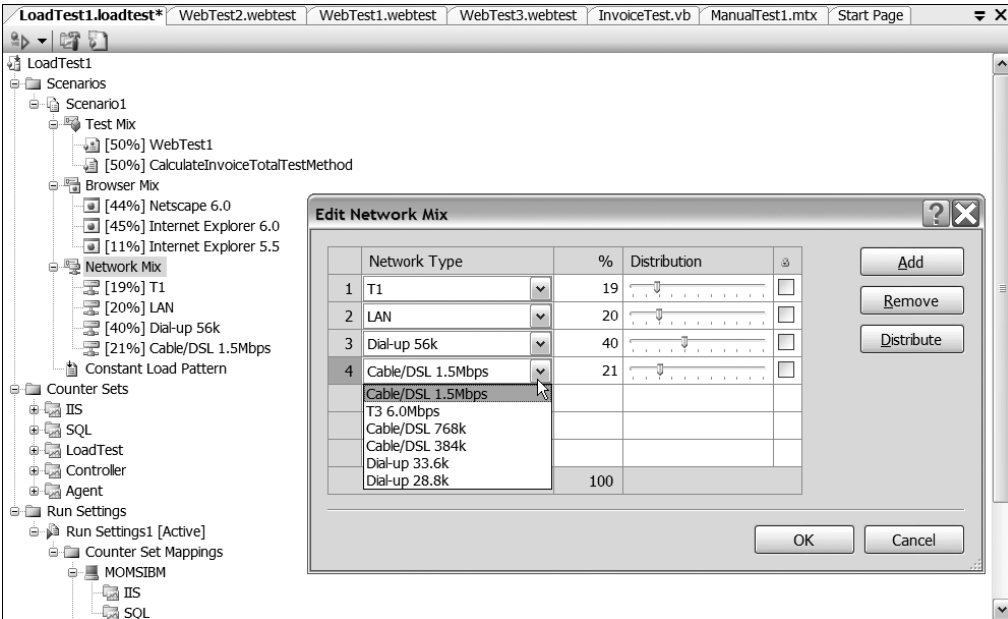 LoadTest1.loadtest* WebTest2.webtest WebTest1.webtest WebTest3.webtest InvoiceTest.vb ManualTest1.mtx Start Page
LoadTest1
Scenarios
Scenario1
Test Mix
[50%] WebTest1
[50%] CalculateInvoiceTotalTestMethod
Browser Mix
[44%] Netscape 6.0
[45%] Internet Explorer 6.0
[11%] Internet Explorer 5.5
Network Mix
[19%] T1
[20%] LAN
[40%] Dial-up 56k
[21%] Cable/DSL 1.5Mbps
Constant Load Pattern
Counter Sets
IIS
SQL
LoadTest
Controller
Agent
Run Settings
Run Settings1 [Active]
Counter Set Mappings
MOMSIBM
IIS
SQL
Edit Network Mix
Network Type % Distribution
1 T1 19
2 LAN 20
3 Dial-up 56k 40
4 Cable/DSL 1.5Mbps 21
Cable/DSL 1.5Mbps
T3 6.0Mbps
Cable/DSL 768k
Cable/DSL 384k
Dial-up 33.6k
Dial-up 28.8k
100
Add
Remove
Distribute
OK Cancel